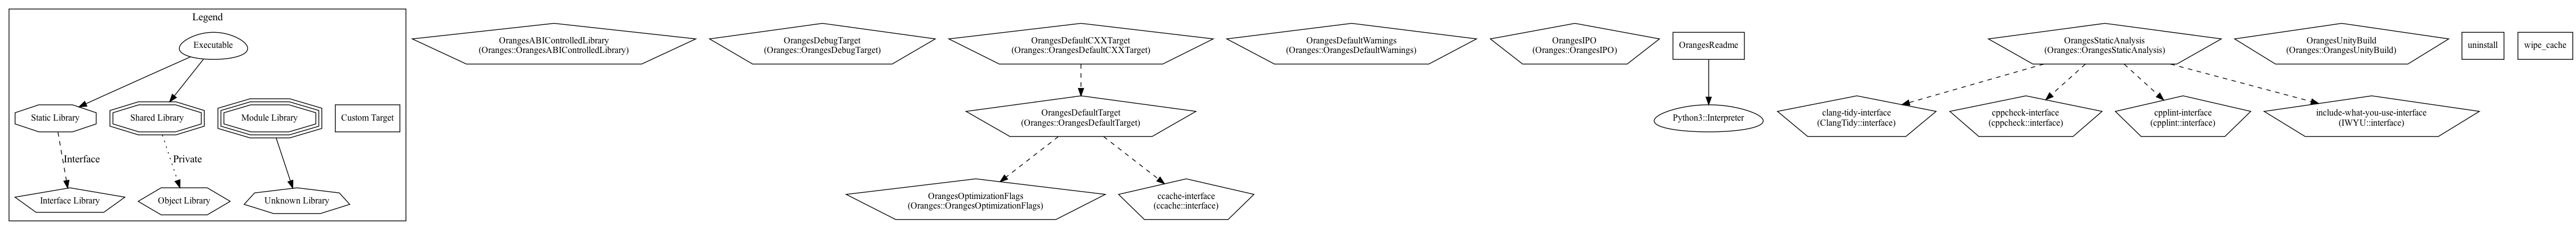 Legend
Executable
Static Library
Shared Library
Module Library
Custom Target
Interface
Private
Interface Library
Object Library
Unknown Library
OrangesABIControlledLibrary
(Oranges::OrangesABIControlledLibrary)
OrangesDebugTarget
(Oranges::OrangesDebugTarget)
OrangesDefaultCXXTarget
(Oranges::OrangesDefaultCXXTarget)
OrangesDefaultTarget
(Oranges::OrangesDefaultTarget)
OrangesOptimizationFlags
(Oranges::OrangesOptimizationFlags)
ccache-interface
(ccache::interface)
OrangesDefaultWarnings
(Oranges::OrangesDefaultWarnings)
OrangesIPO
(Oranges::OrangesIPO)
OrangesReadme
Python3::Interpreter
OrangesStaticAnalysis
(Oranges::OrangesStaticAnalysis)
clang-tidy-interface
(ClangTidy::interface)
cppcheck-interface
(cppcheck::interface)
cpplint-interface
(cpplint::interface)
include-what-you-use-interface
(IWYU::interface)
OrangesUnityBuild
(Oranges::OrangesUnityBuild)
uninstall
wipe_cache